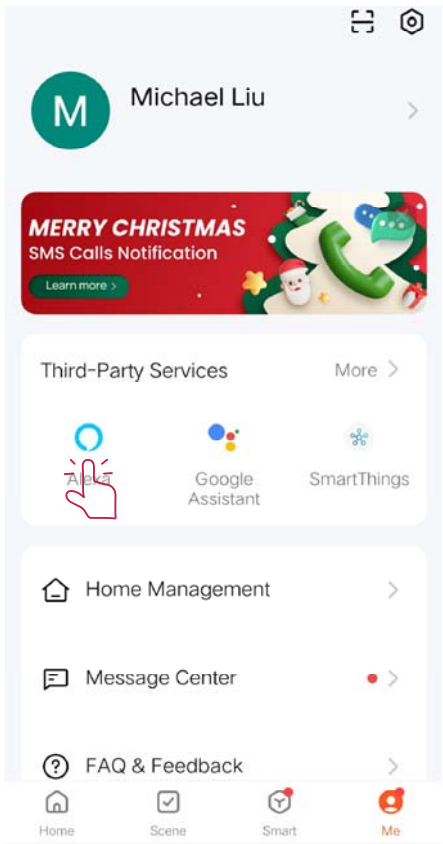 M
Michael Liu
MERRY CHRISTMAS
SMS Calls Notification
Learn more >
Third-Party Services
More >
Alexa
Google
Assistant
SmartThings
Home Management
Message Center
FAQ & Feedback
Home
Scene
Smart
Me